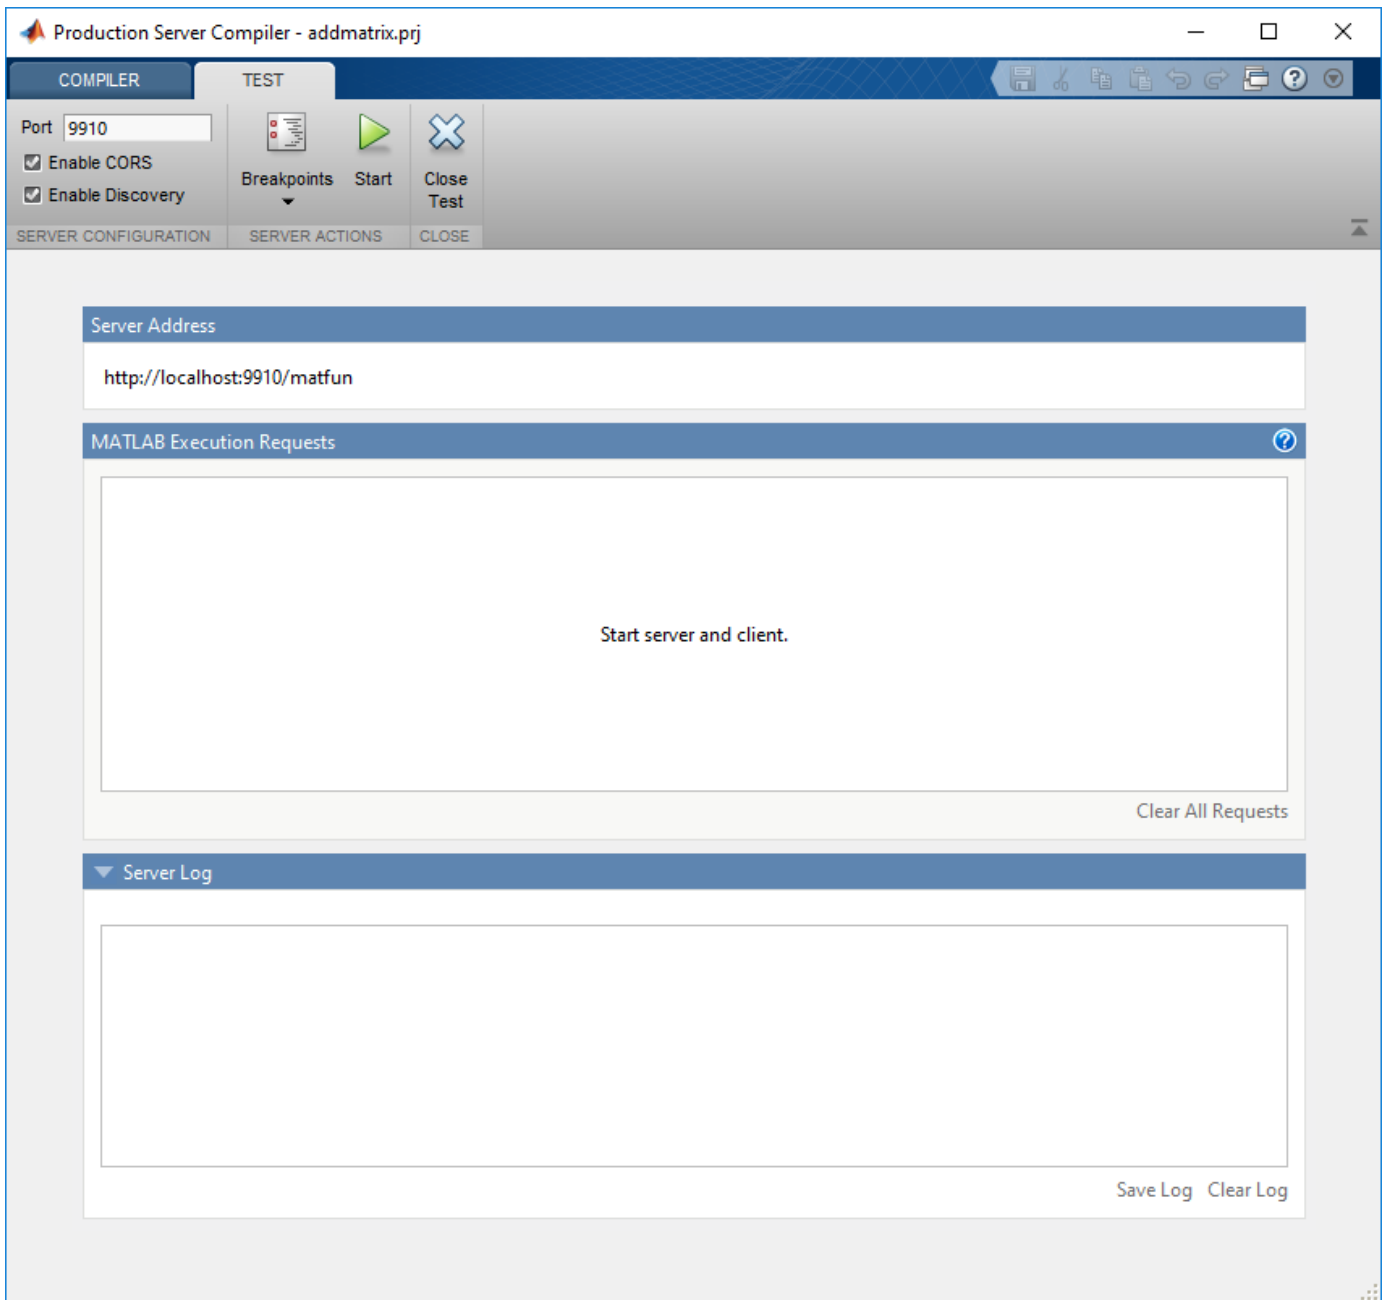 Production Server Compiler - addmatrix.prj
COMPILER
TEST
Port 9910
Enable CORS
Enable Discovery
Breakpoints
Start
Close
Test
SERVER CONFIGURATION
SERVER ACTIONS
CLOSE
Server Address
http://localhost:9910/matfun
MATLAB Execution Requests
Start server and client.
Clear All Requests
Server Log
Save Log Clear Log